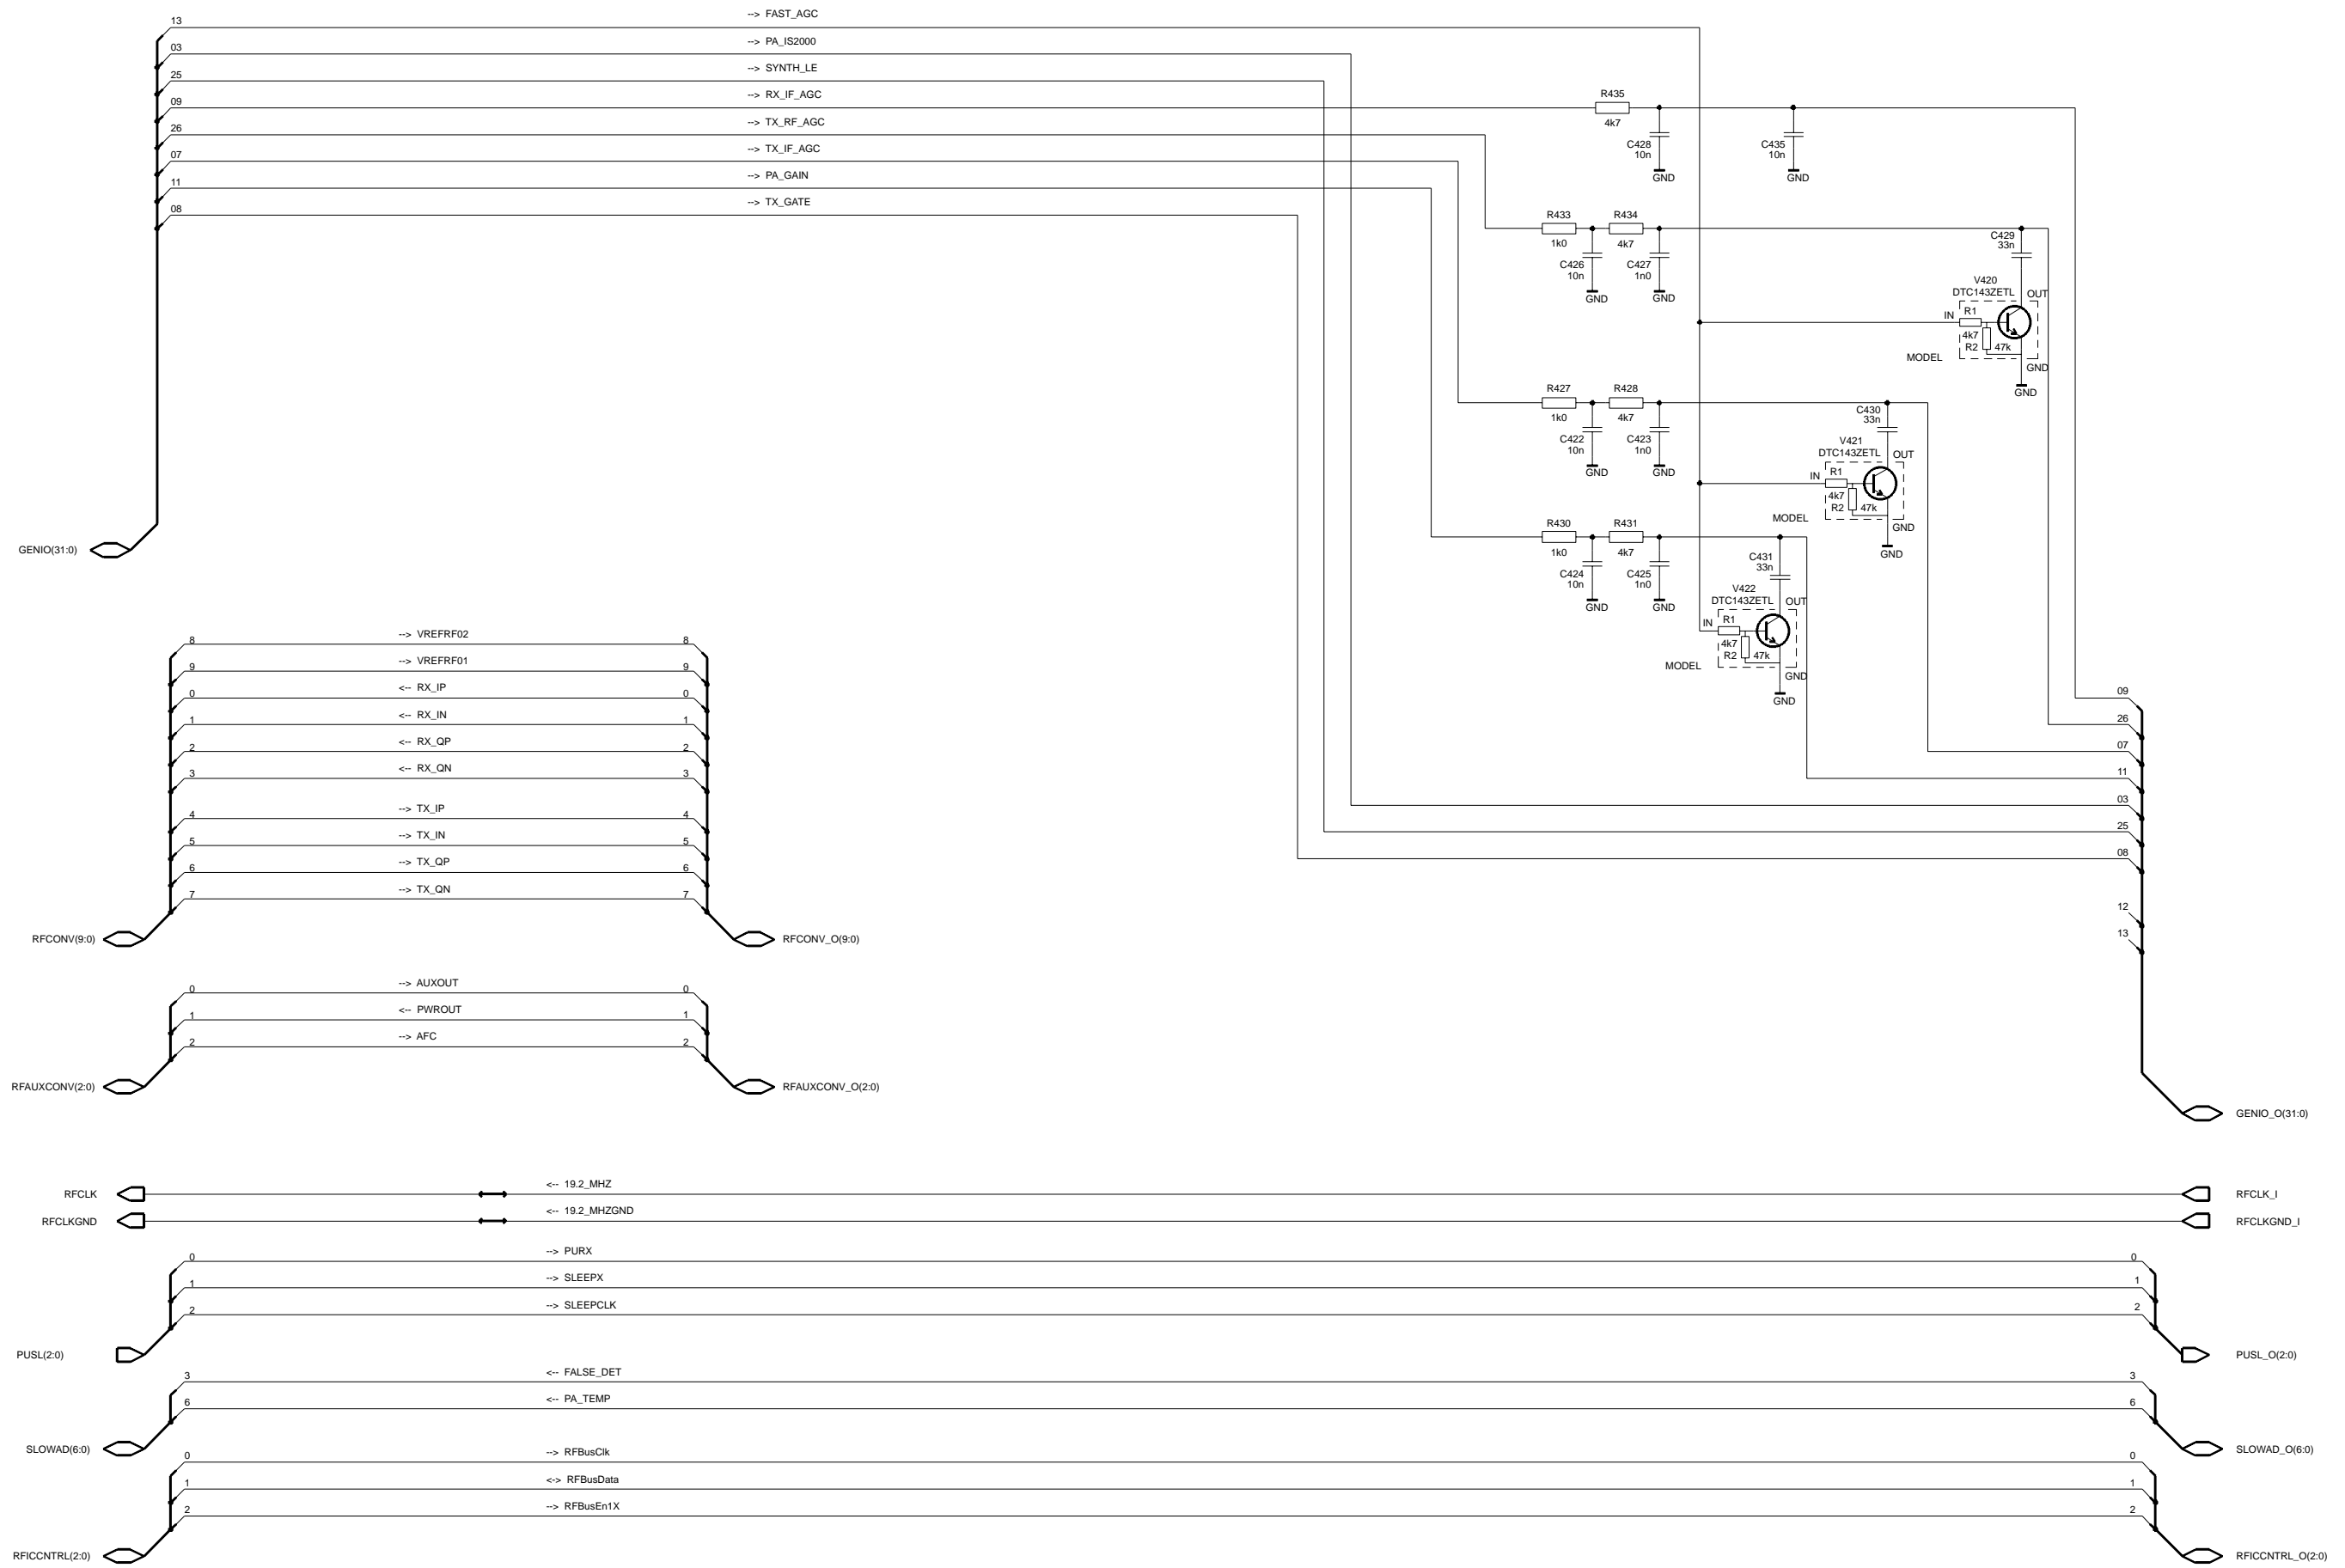 --> FAST_AGC
13
--> PA_IS2000
03
--> SYNTH_LE
25
--> RX_IF_AGC
09
--> TX_RF_AGC
26
--> TX_IF_AGC
07
--> PA_GAIN
11
--> TX_GATE
08
GENIO(31:0)
R435
4k7
C428
10n
GND
C435
10n
GND
R433
1k0
R434
4k7
C426
10n
GND
C427
1n0
GND
C429
33n
V420
DTC143ZETL
OUT
IN
R1
4k7
R2
47k
MODEL
GND
GND
R427
1k0
R428
4k7
C422
10n
GND
C423
1n0
GND
C430
33n
V421
DTC143ZETL
OUT
IN
R1
4k7
R2
47k
MODEL
GND
GND
R430
1k0
R431
4k7
C424
10n
GND
C425
1n0
GND
C431
33n
V422
DTC143ZETL
OUT
IN
R1
4k7
R2
47k
MODEL
GND
GND
09
26
07
11
03
25
08
12
13
GENIO_O(31:0)
8 --> VREFRF02 8
9 --> VREFRF01 9
0 <-- RX_IP 0
1 <-- RX_IN 1
2 <-- RX_QP 2
3 <-- RX_QN 3
4 --> TX_IP 4
5 --> TX_IN 5
6 --> TX_QP 6
7 --> TX_QN 7
RFCONV(9:0)
RFCONV_O(9:0)
0 --> AUXOUT 0
1 <-- PWROUT 1
2 --> AFC 2
RFAUXCONV(2:0)
RFAUXCONV_O(2:0)
<-- 19.2_MHZ
RFCLK
RFCLK_I
<-- 19.2_MHZGND
RFCLKGND
RFCLKGND_I
0 --> PURX 0
1 --> SLEEPX 1
2 --> SLEEPCLK 2
PUSL(2:0)
PUSL_O(2:0)
3 <-- FALSE_DET 3
6 <-- PA_TEMP 6
SLOWAD(6:0)
SLOWAD_O(6:0)
0 --> RFBusClk 0
1 <-> RFBusData 1
2 --> RFBusEn1X 2
RFICCNTRL(2:0)
RFICCNTRL_O(2:0)